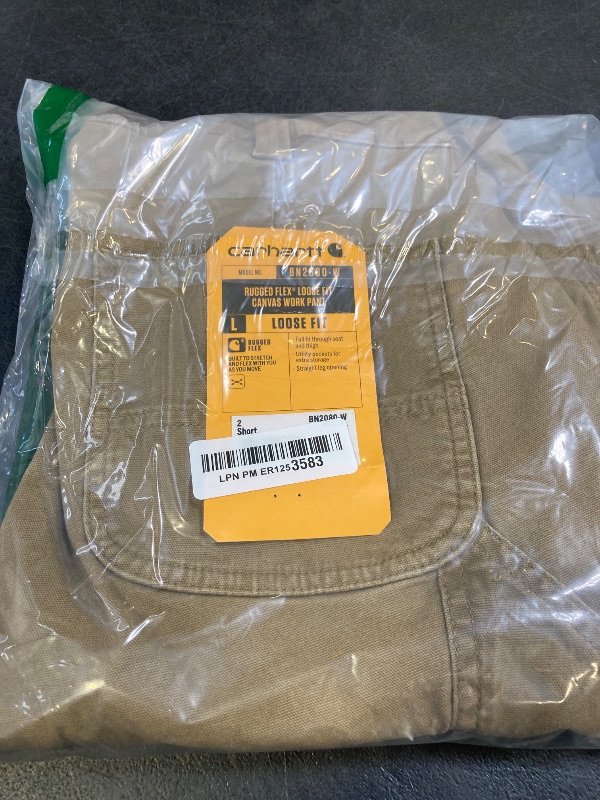 carhartt
MODEL NO. BN2080-W
RUGGED FLEX® LOOSE FIT
CANVAS WORK PANT
L LOOSE FIT
RUGGED
FLEX
BUILT TO STRETCH
AND FLEX WITH YOU
AS YOU MOVE
Full fit through seat
and thigh
Utility pockets for
extra storage
Straight leg opening
2 BN2080-W
Short
LPN PM ER1253583